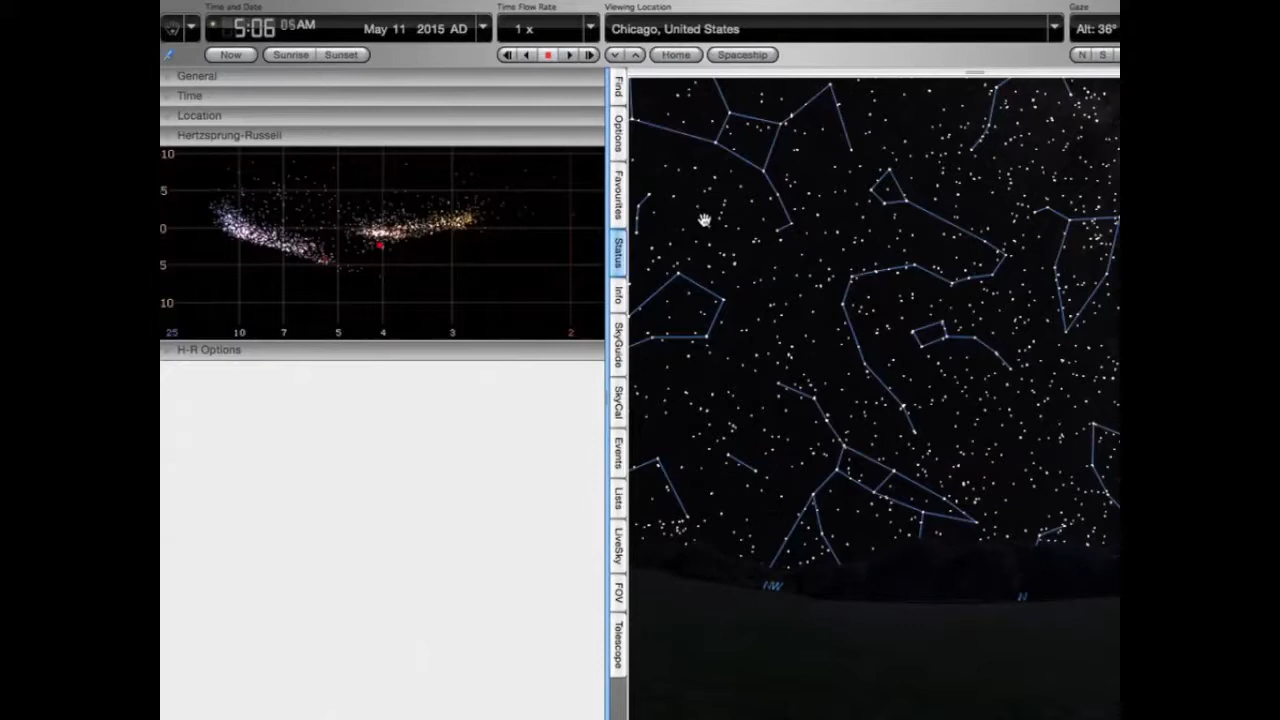 Time and Date
Time Flow Rate
Viewing Location
Gaze
5:06 05 AM
May 11 2015 AD
1 x
Chicago, United States
Alt: 36°
Now
Sunrise
Sunset
Home
Spaceship
N
S
General
Time
Location
Hertzsprung-Russell
10
5
0
5
10
25
10
7
5
4
3
2
H-R Options
Find
Options
Favourites
Status
Info
SkyGuide
SkyCal
Events
Lists
LiveSky
FOV
Telescope
NW
N